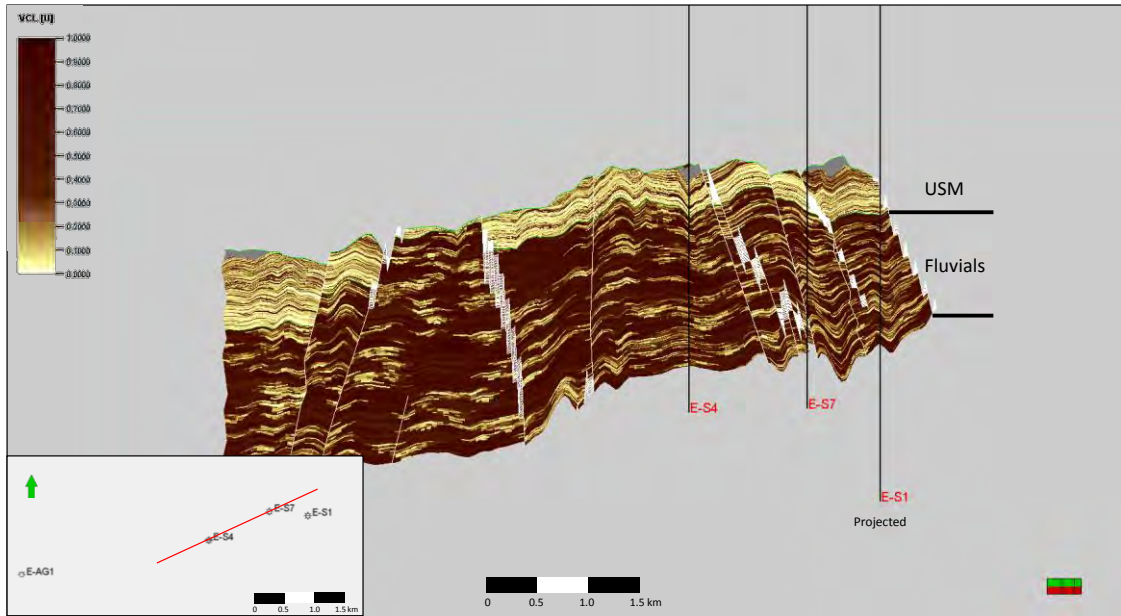 VCL [U]
1.0000
0.9000
0.8000
0.7000
0.6000
0.5000
0.4000
0.3000
0.2000
0.1000
0.0000
USM
Fluvials
E-S4
E-S7
E-S1
Projected
E-S7
E-S1
E-S4
E-AG1
0 0.5 1.0 1.5 km
0 0.5 1.0 1.5 km